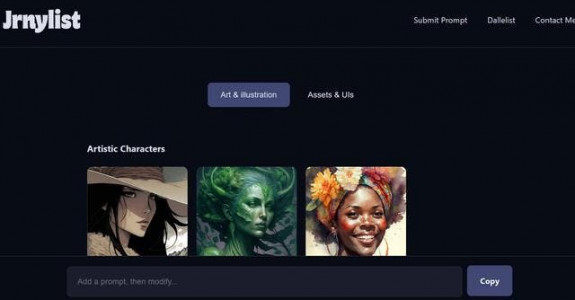 Jrnylist
Submit Prompt Dallelist Contact Me
Art & illustration Assets & UIs
Artistic Characters
Add a prompt, then modify...
Copy